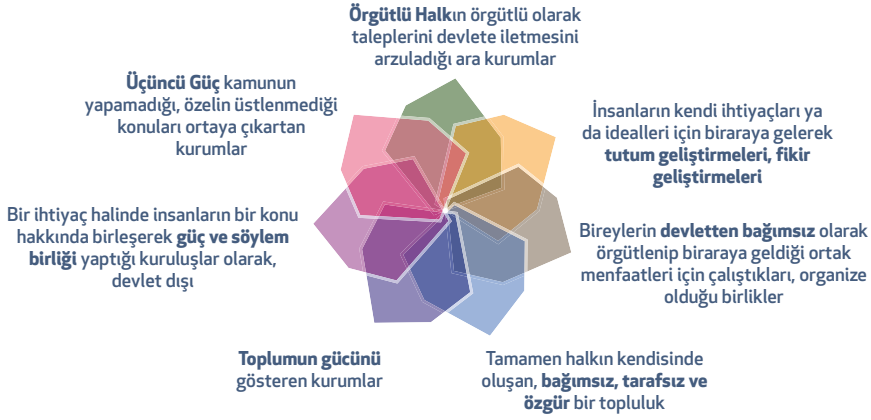 Örgütlü Halkın örgütlü olarak
taleplerini devlete iletmesini
arzuladığı ara kurumlar
Üçüncü Güç kamunun
yapamadığı, özelin üstlenmediği
konuları ortaya çıkartan
kurumlar
İnsanların kendi ihtiyaçları ya
da idealleri için biraraya gelerek
tutum geliştirmeleri, fikir
geliştirmeleri
Bir ihtiyaç halinde insanların bir konu
hakkında birleşerek güç ve söylem
birliği yaptığı kuruluşlar olarak,
devlet dışı
Bireylerin devletten bağımsız olarak
örgütlenip biraraya geldiği ortak
menfaatleri için çalıştıkları, organize
olduğu birlikler
Toplumun gücünü
gösteren kurumlar
Tamamen halkın kendisinde
oluşan, bağımsız, tarafsız ve
özgür bir topluluk